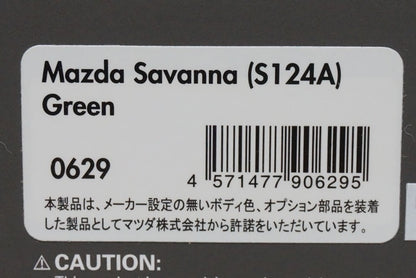 Mazda Savanna (S124A)
Green
0629
4 571477 906295
本製品は、メーカー設定の無いボディ色、オプション部品を装着
した製品としてマツダ株式会社から許諾をいただいています。
⚠ CAUTION: